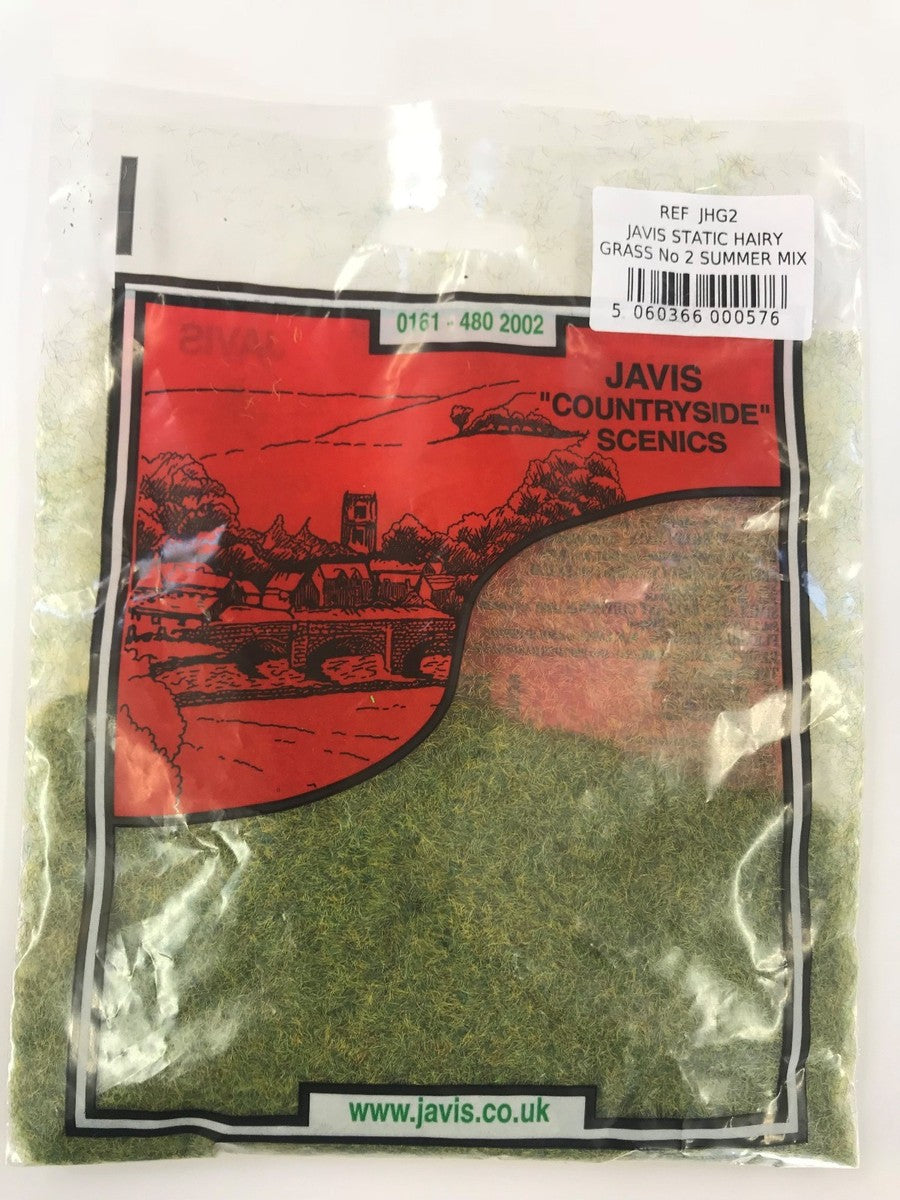 REF JHG2
JAVIS STATIC HAIRY
GRASS No 2 SUMMER MIX
5 060366 000576
0161 - 480 2002
JAVIS
JAVIS
"COUNTRYSIDE"
SCENICS
www.javis.co.uk